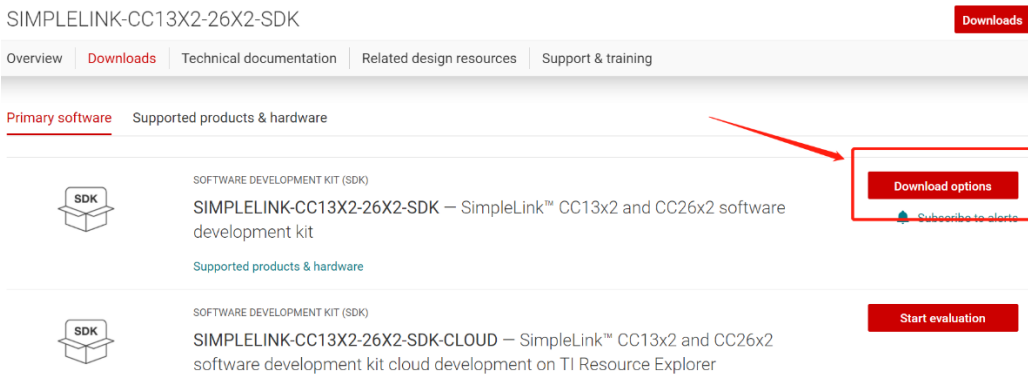 SIMPLELINK-CC13X2-26X2-SDK
Downloads
Overview Downloads Technical documentation Related design resources Support & training
Primary software Supported products & hardware
SDK
SOFTWARE DEVELOPMENT KIT (SDK)
SIMPLELINK-CC13X2-26X2-SDK — SimpleLink™ CC13x2 and CC26x2 software
development kit
Supported products & hardware
Download options
Subscribe to alerts
SDK
SOFTWARE DEVELOPMENT KIT (SDK)
SIMPLELINK-CC13X2-26X2-SDK-CLOUD — SimpleLink™ CC13x2 and CC26x2
software development kit cloud development on TI Resource Explorer
Start evaluation